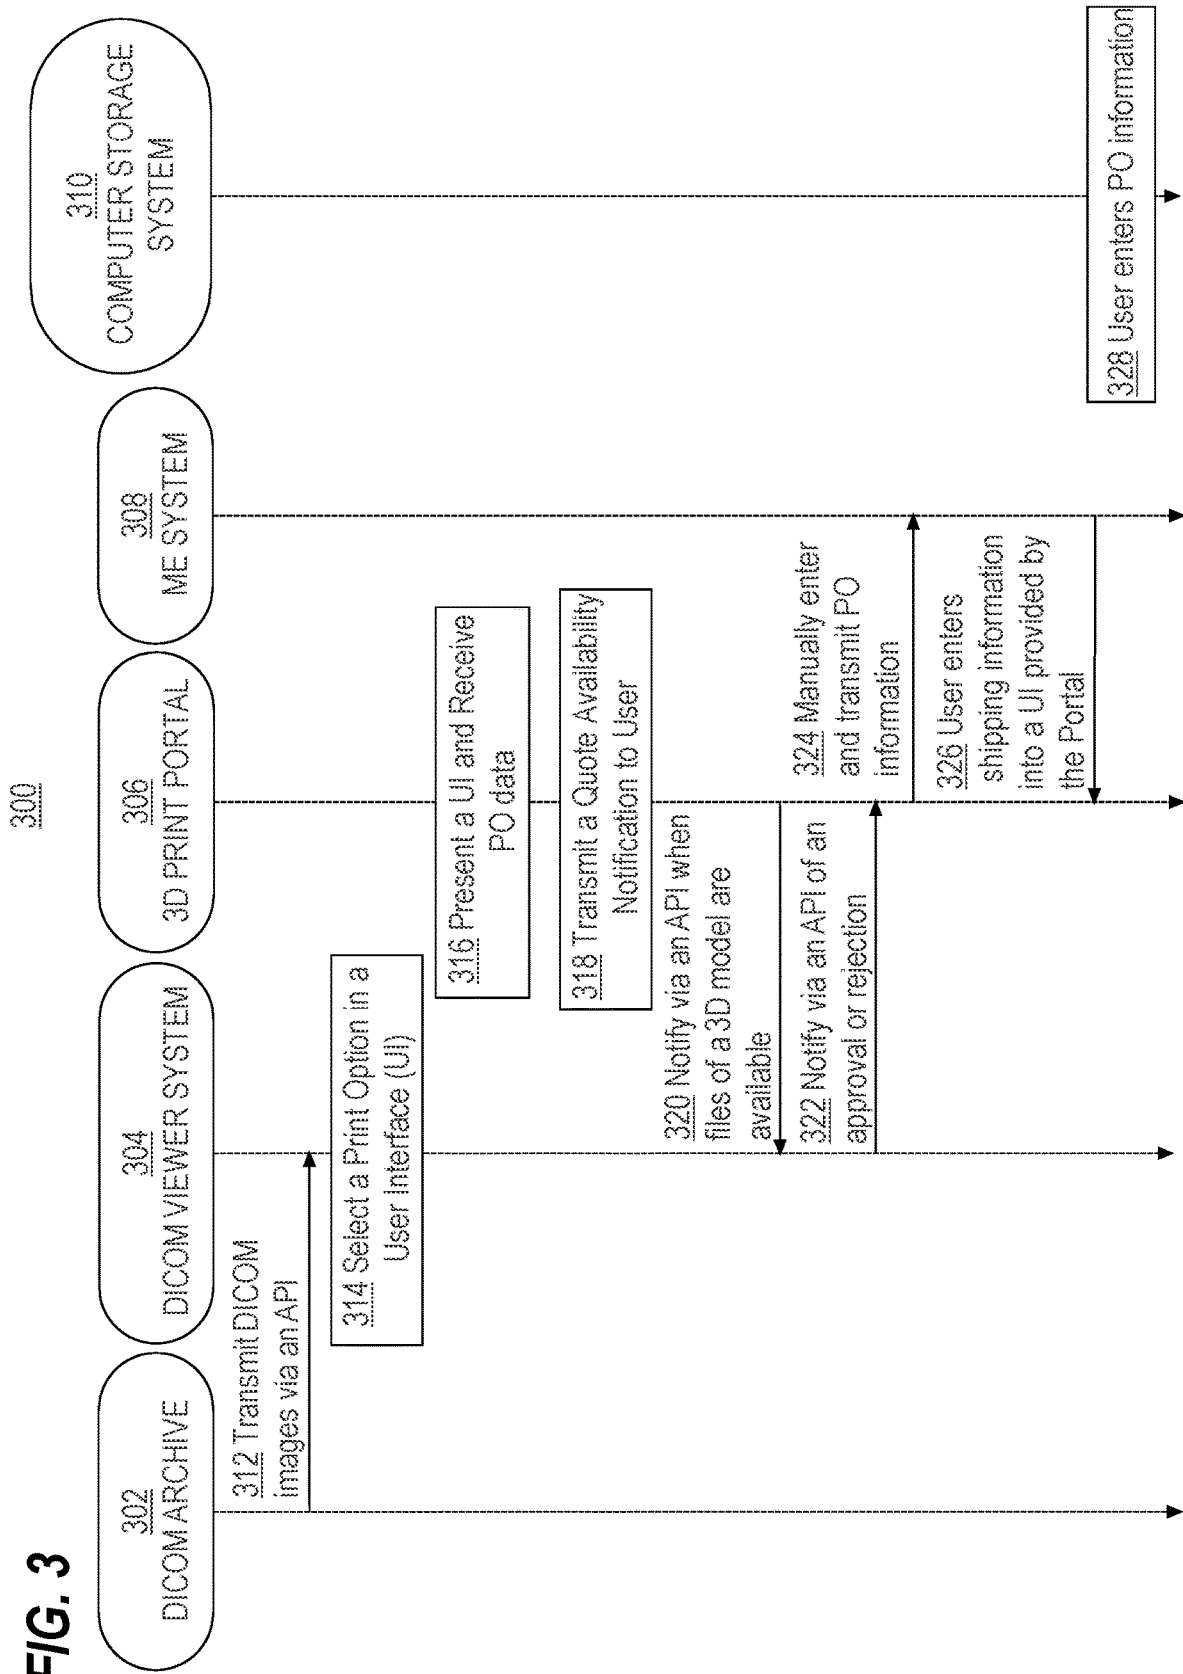 FIG. 3
300
302
DICOM ARCHIVE
304
DICOM VIEWER SYSTEM
306
3D PRINT PORTAL
308
ME SYSTEM
310
COMPUTER STORAGE
SYSTEM
312 Transmit DICOM
images via an API
314 Select a Print Option in a
User Interface (UI)
316 Present a UI and Receive
PO data
318 Transmit a Quote Availability
Notification to User
320 Notify via an API when
files of a 3D model are
available
322 Notify via an API of an
approval or rejection
324 Manually enter
and transmit PO
information
326 User enters
shipping information
into a UI provided by
the Portal
328 User enters PO information